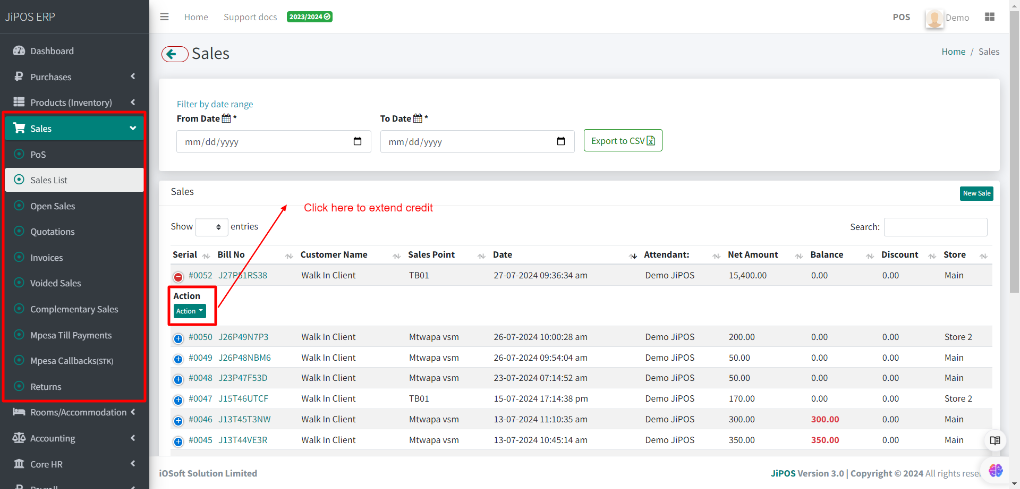 JiPOS ERP
Home Support docs 2023/2024
POS Demo
Dashboard
Purchases
Products (Inventory)
Sales
PoS
Sales List
Open Sales
Quotations
Invoices
Voided Sales
Complementary Sales
Mpesa Till Payments
Mpesa Callbacks(STK)
Returns
Rooms/Accommodation
Accounting
Core HR
Payroll
Sales
Home / Sales
Filter by date range
From Date * To Date *
mm/dd/yyyy mm/dd/yyyy Export to CSV
Sales
New Sale
Click here to extend credit
Show entries Search:
Serial Bill No Customer Name Sales Point Date Attendant: Net Amount Balance Discount Store
#0052 J27P51RS38 Walk In Client TB01 27-07-2024 09:36:34 am Demo JiPOS 15,400.00 0.00 0.00 Main
Action
Action
#0050 J26P49N7P3 Walk In Client Mtwapa vsm 26-07-2024 10:00:28 am Demo JiPOS 200.00 0.00 0.00 Store 2
#0049 J26P48NBM6 Walk In Client Mtwapa vsm 26-07-2024 09:54:04 am Demo JiPOS 50.00 0.00 0.00 Main
#0048 J23P47F53D Walk In Client Mtwapa vsm 23-07-2024 07:14:52 am Demo JiPOS 50.00 0.00 0.00 Main
#0047 J15T46UTCF Walk In Client TB01 15-07-2024 17:14:38 pm Demo JiPOS 170.00 0.00 0.00 Store 2
#0046 J13T45T3NW Walk In Client Mtwapa vsm 13-07-2024 11:10:35 am Demo JiPOS 300.00 300.00 0.00 Main
#0045 J13T44VE3R Walk In Client Mtwapa vsm 13-07-2024 10:45:14 am Demo JiPOS 350.00 350.00 0.00 Main
iOSoft Solution Limited
JiPOS Version 3.0 | Copyright © 2024 All rights rese